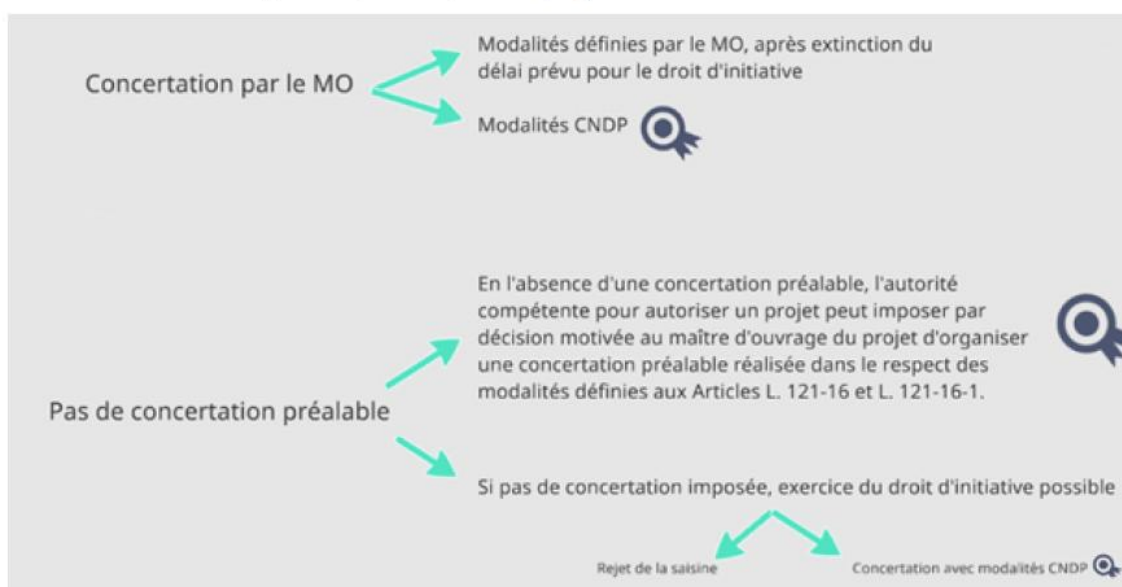 Concertation par le MO
Modalités définies par le MO, après extinction du
délai prévu pour le droit d'initiative
Modalités CNDP
Pas de concertation préalable
En l'absence d'une concertation préalable, l'autorité
compétente pour autoriser un projet peut imposer par
décision motivée au maître d'ouvrage du projet d'organiser
une concertation préalable réalisée dans le respect des
modalités définies aux Articles L. 121-16 et L. 121-16-1.
Si pas de concertation imposée, exercice du droit d'initiative possible
Rejet de la saisine
Concertation avec modalités CNDP